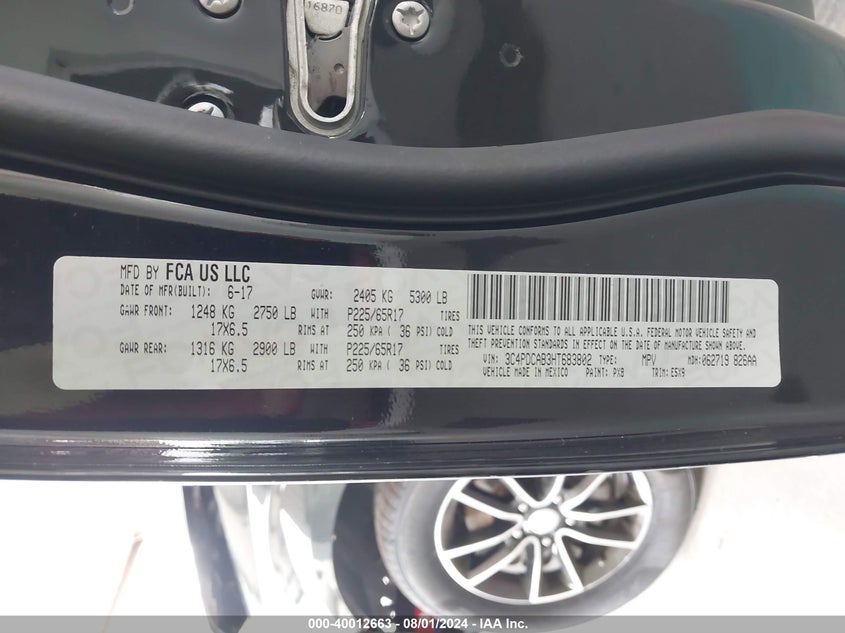 16870
MFD BY FCA US LLC
DATE OF MFR(BUILT): 6-17 GVWR: 2405 KG 5300 LB
GAWR FRONT: 1248 KG 2750 LB WITH P225/65R17 TIRES
17X6.5 RIMS AT 250 KPA ( 36 PSI) COLD
GAWR REAR: 1316 KG 2900 LB WITH P225/65R17 TIRES
17X6.5 RIMS AT 250 KPA ( 36 PSI) COLD
THIS VEHICLE CONFORMS TO ALL APPLICABLE U.S.A. FEDERAL MOTOR VEHICLE SAFETY AND
THEFT PREVENTION STANDARDS IN EFFECT ON THE DATE OF MANUFACTURE SHOWN ABOVE.
VIN: 3C4PDCAB3HT683802 TYPE: MPV MDH: 062719 826AA
VEHICLE MADE IN MEXICO PAINT: PX8 TRIM: E5X9
000-40012663 - 08/01/2024 - IAA Inc.